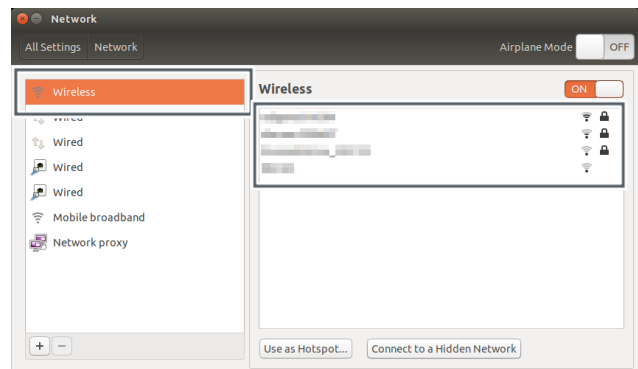 Network
All Settings Network Airplane Mode OFF
Wireless
Wired
Wired
Wired
Wired
Mobile broadband
Network proxy
+ −
Wireless ON
Use as Hotspot... Connect to a Hidden Network